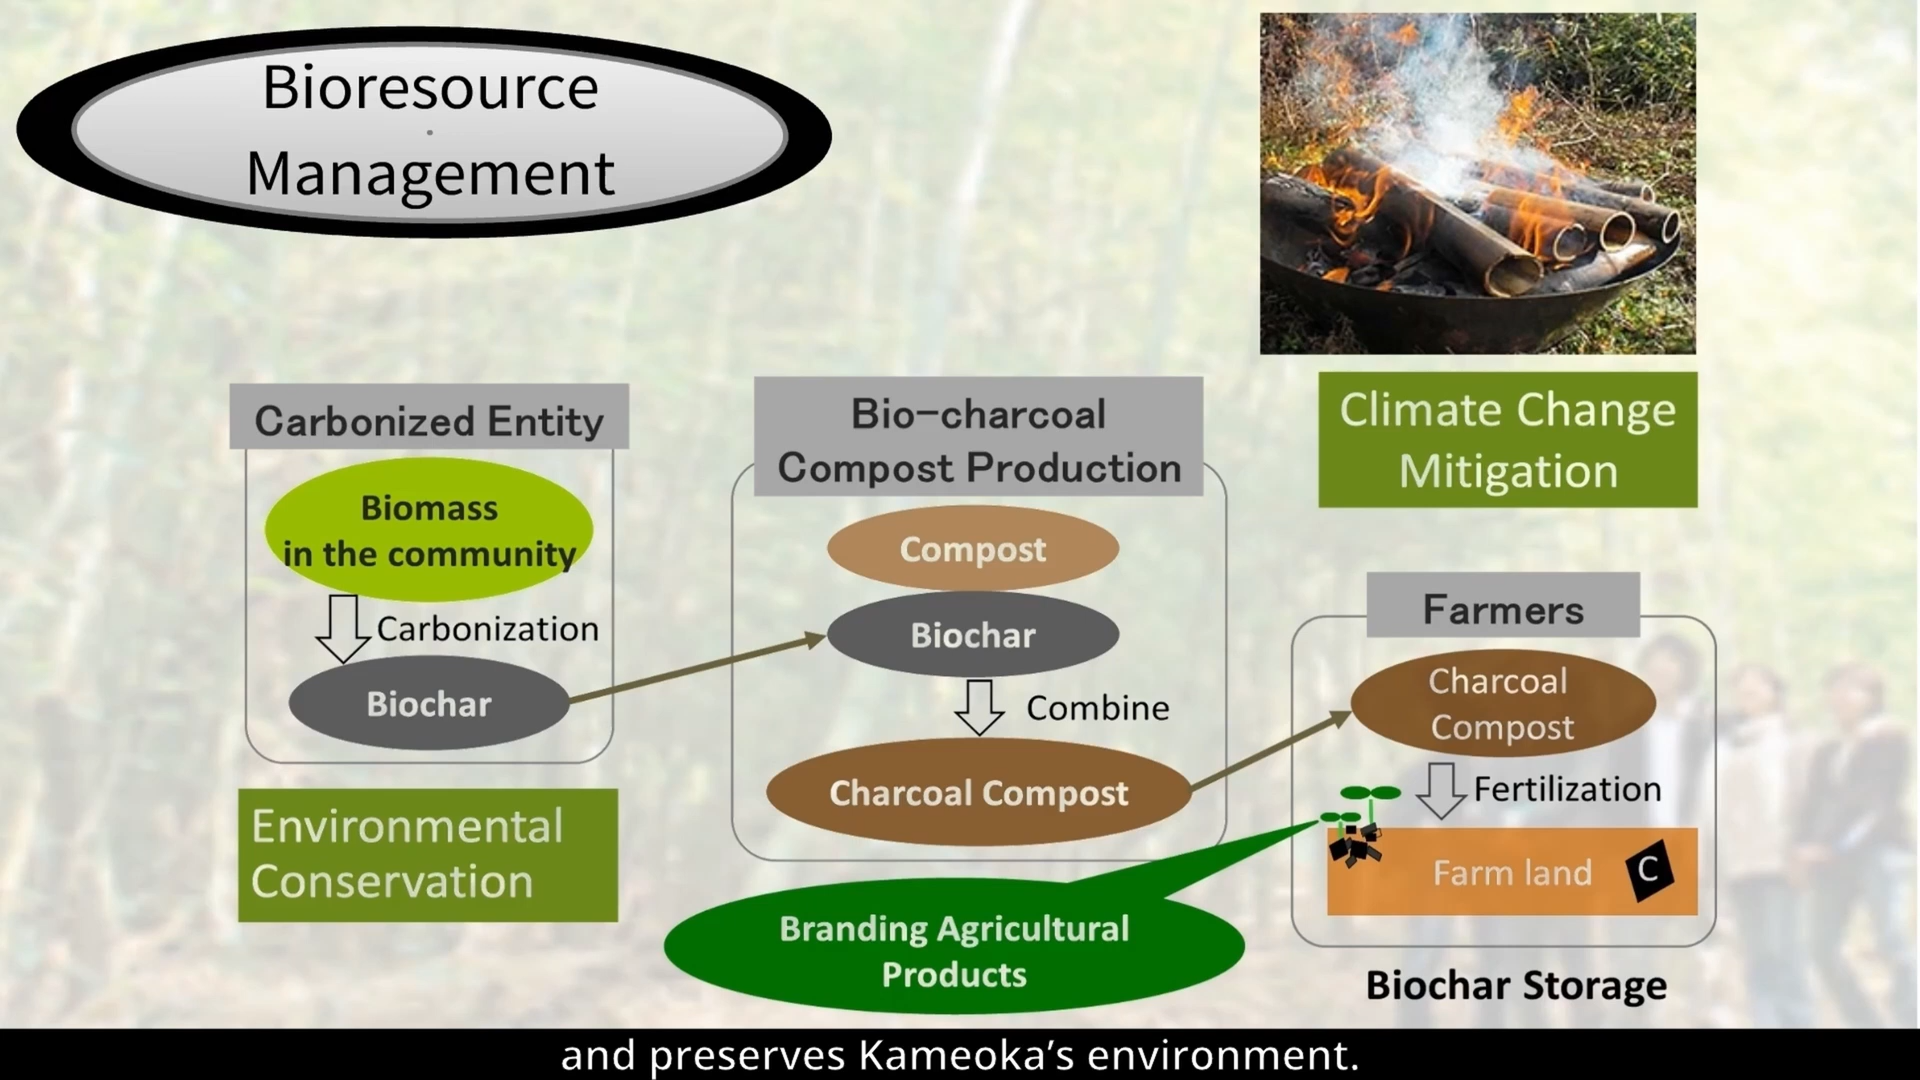 Bioresource
Management
Carbonized Entity
Biomass
in the community
Carbonization
Biochar
Environmental
Conservation
Bio-charcoal
Compost Production
Compost
Biochar
Combine
Charcoal Compost
Branding Agricultural
Products
Climate Change
Mitigation
Farmers
Charcoal
Compost
Fertilization
Farm land
C
Biochar Storage
and preserves Kameoka’s environment.